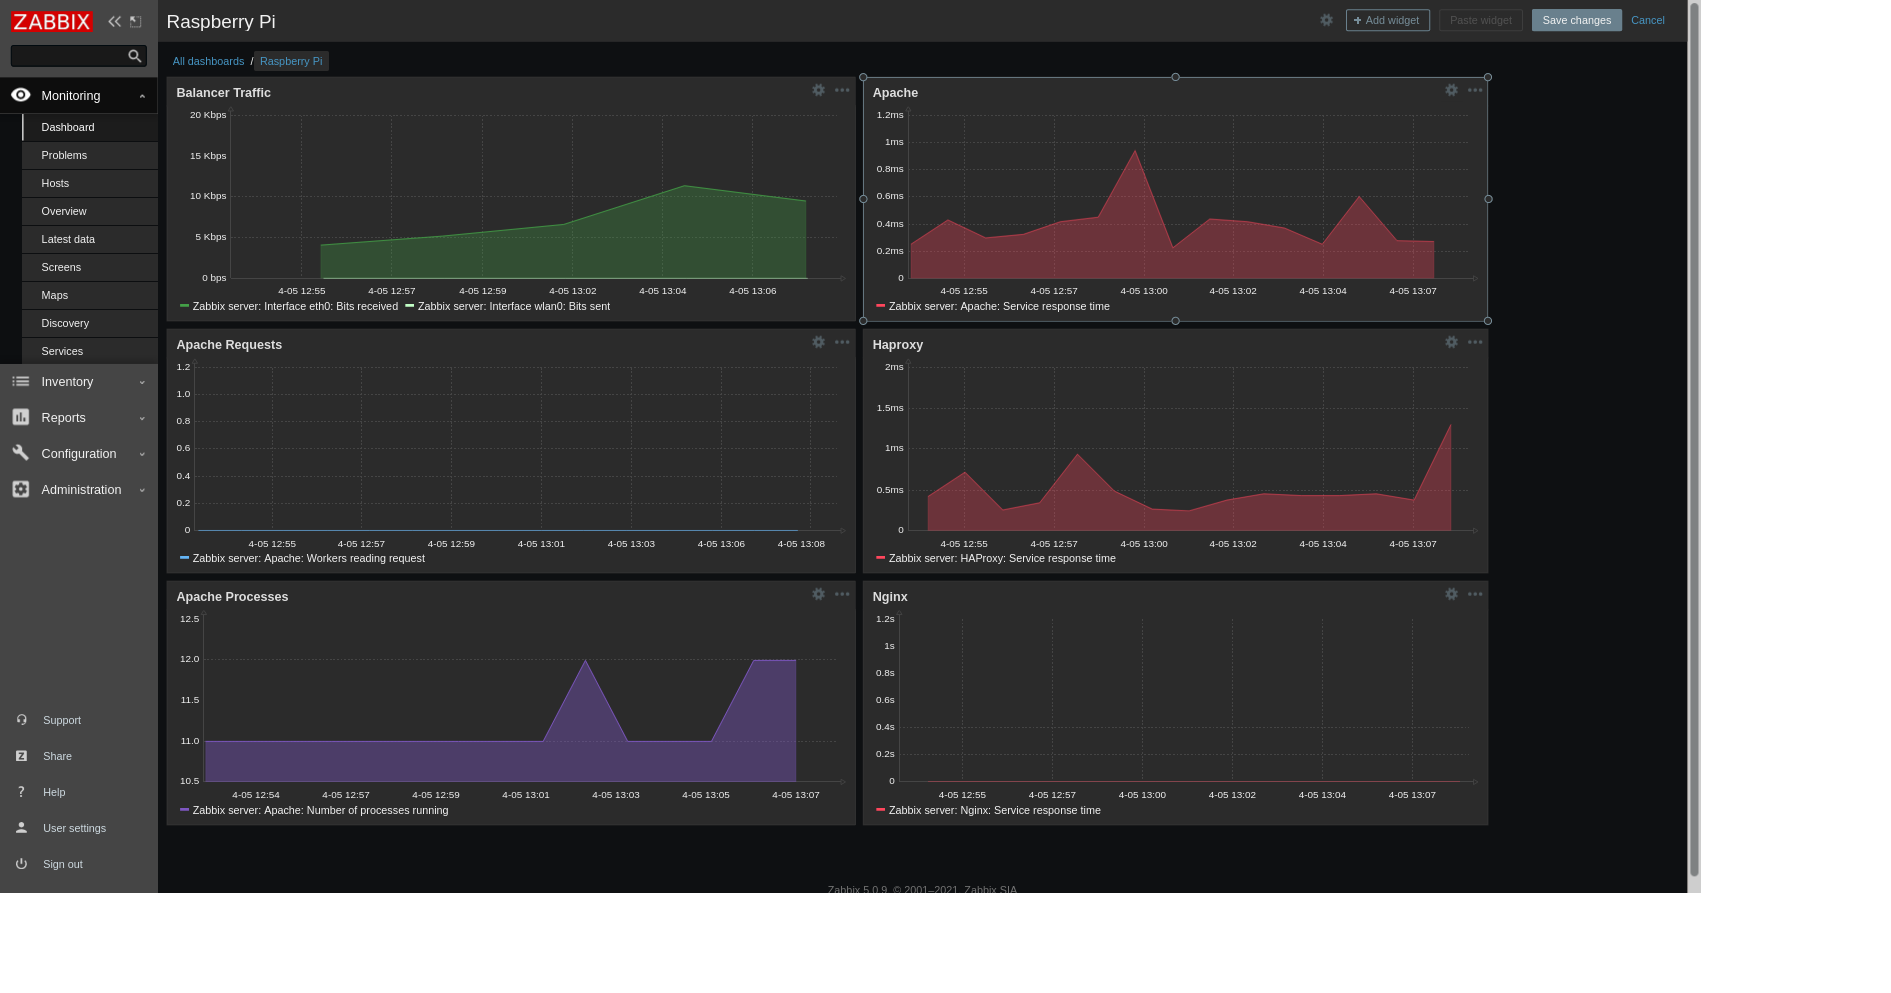 ZABBIX
Raspberry Pi
Add widget
Paste widget
Save changes
Cancel
Monitoring
Dashboard
Problems
Hosts
Overview
Latest data
Screens
Maps
Discovery
Services
Inventory
Reports
Configuration
Administration
Support
Share
Help
User settings
Sign out
All dashboards / Raspberry Pi
Balancer Traffic
20 Kbps
15 Kbps
10 Kbps
5 Kbps
0 bps
4-05 12:55 4-05 12:57 4-05 12:59 4-05 13:02 4-05 13:04 4-05 13:06
Zabbix server: Interface eth0: Bits received Zabbix server: Interface wlan0: Bits sent
Apache
1.2ms
1ms
0.8ms
0.6ms
0.4ms
0.2ms
0
4-05 12:55 4-05 12:57 4-05 13:00 4-05 13:02 4-05 13:04 4-05 13:07
Zabbix server: Apache: Service response time
Apache Requests
1.2
1.0
0.8
0.6
0.4
0.2
0
4-05 12:55 4-05 12:57 4-05 12:59 4-05 13:01 4-05 13:03 4-05 13:06 4-05 13:08
Zabbix server: Apache: Workers reading request
Haproxy
2ms
1.5ms
1ms
0.5ms
0
4-05 12:55 4-05 12:57 4-05 13:00 4-05 13:02 4-05 13:04 4-05 13:07
Zabbix server: HAProxy: Service response time
Apache Processes
12.5
12.0
11.5
11.0
10.5
4-05 12:54 4-05 12:57 4-05 12:59 4-05 13:01 4-05 13:03 4-05 13:05 4-05 13:07
Zabbix server: Apache: Number of processes running
Nginx
1.2s
1s
0.8s
0.6s
0.4s
0.2s
0
4-05 12:55 4-05 12:57 4-05 13:00 4-05 13:02 4-05 13:04 4-05 13:07
Zabbix server: Nginx: Service response time
Zabbix 5.0.9. © 2001–2021, Zabbix SIA